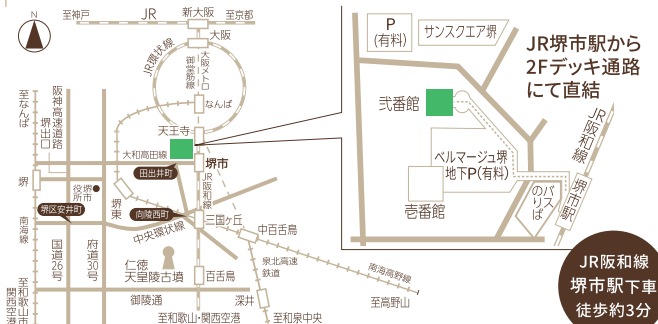 N
至神戸
JR
新大阪
至京都
大阪
JR環状線
大阪メトロ
御堂筋線
なんば
至なんば
阪神高速道路
堺出口
天王寺
大和高田線
堺市
田出井町
JR阪和線
堺
役所
堺市
堺区安井町
堺東
向陵西町
三国ヶ丘
中央環状線
中百舌鳥
南海線
国道26号
府道30号
仁徳
天皇陵古墳
百舌鳥
泉北高速
鉄道
南海高野線
御陵通
深井
至高野山
至和歌山市
関西空港
至和歌山・関西空港
至和泉中央
P
(有料)
サンスクエア堺
弐番館
ベルマージュ堺
地下P(有料)
壱番館
バス
のりば
堺市駅
JR阪和線
JR堺市駅から
2Fデッキ通路
にて直結
JR阪和線
堺市駅下車
徒歩約3分